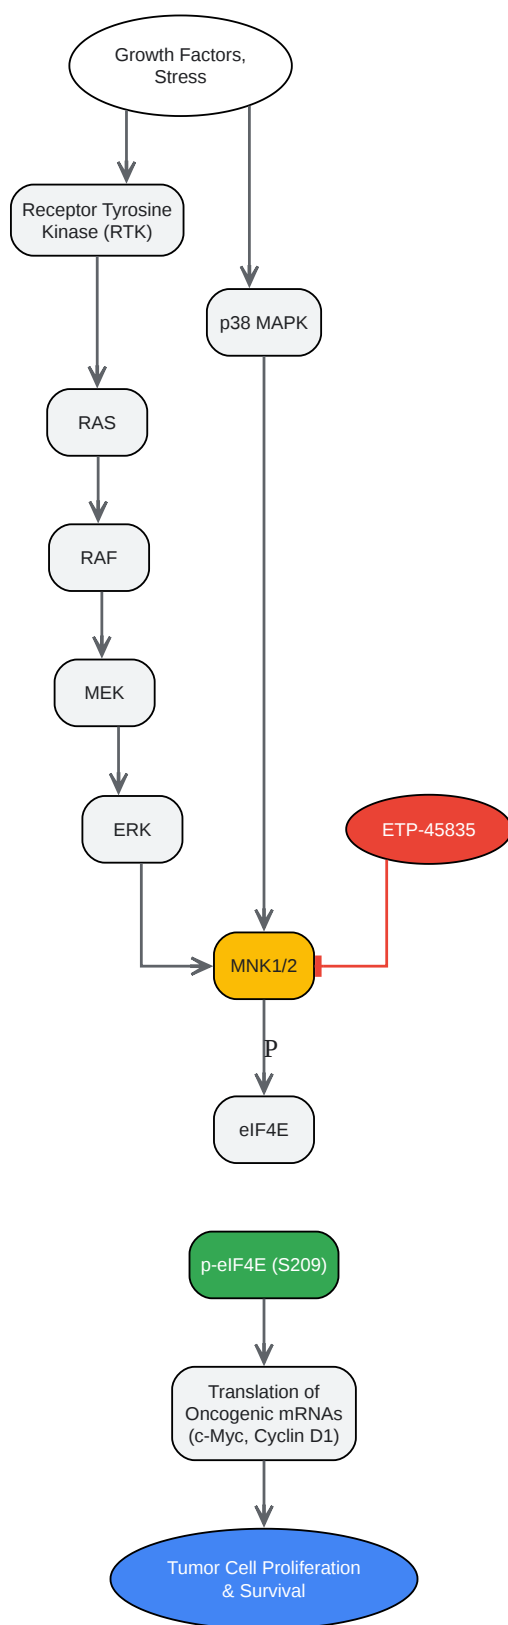 Growth Factors,
Stress
Receptor Tyrosine
Kinase (RTK)
p38 MAPK
RAS
RAF
MEK
ERK
ETP-45835
MNK1/2
P
eIF4E
p-eIF4E (S209)
Translation of
Oncogenic mRNAs
(c-Myc, Cyclin D1)
Tumor Cell Proliferation
& Survival